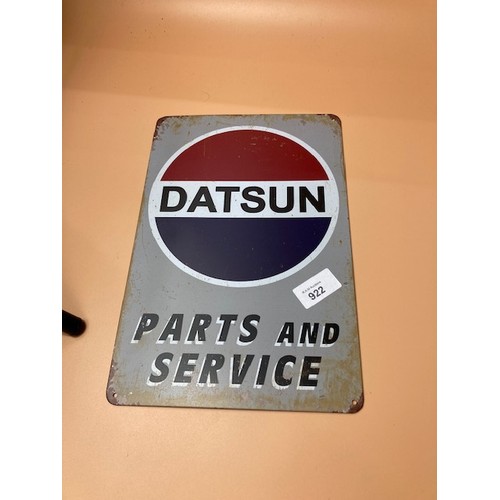 DATSUN
922
PARTS AND
SERVICE